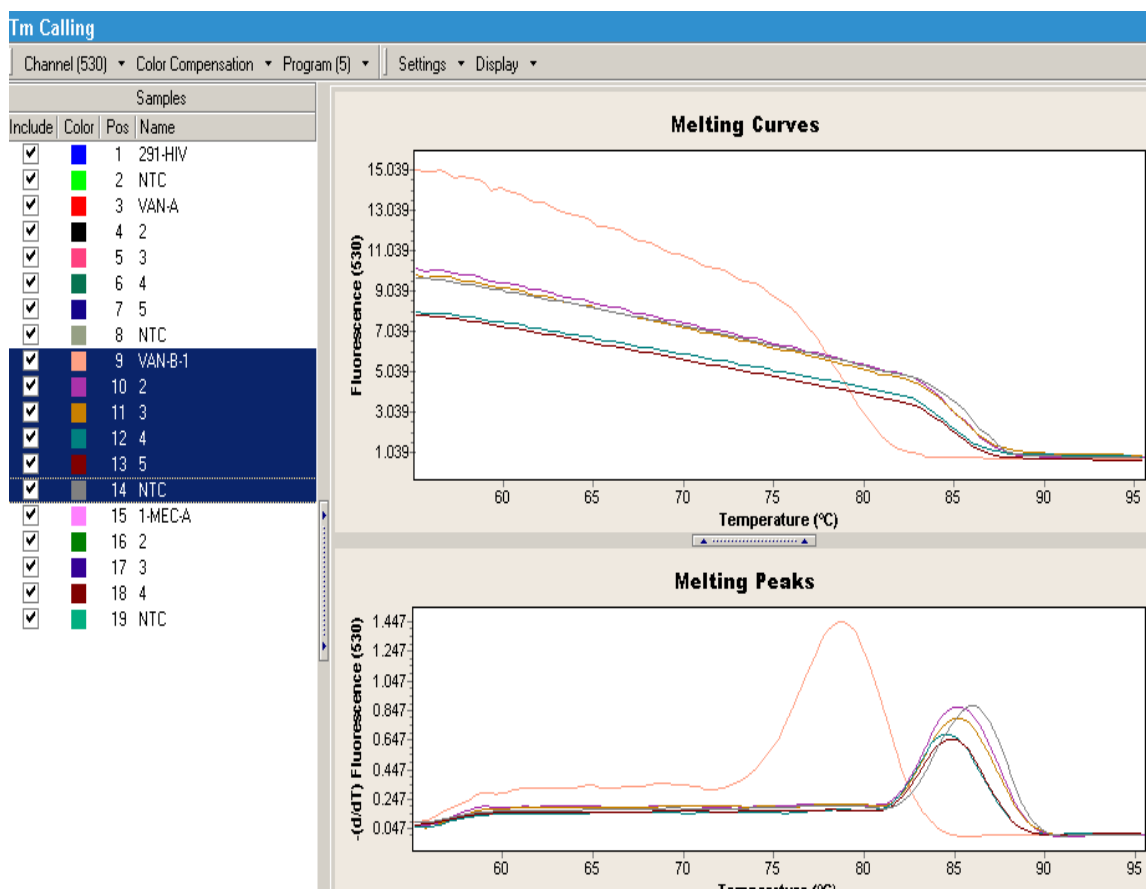 Tm Calling
Channel (530) Color Compensation Program (5) Settings Display
Samples
Include Color Pos Name
1 291-HIV
2 NTC
3 VAN-A
4 2
5 3
6 4
7 5
8 NTC
9 VAN-B-1
10 2
11 3
12 4
13 5
14 NTC
15 1-MEC-A
16 2
17 3
18 4
19 NTC
Melting Curves
Fluorescence (530)
15.039
13.039
11.039
9.039
7.039
5.039
3.039
1.039
60 65 70 75 80 85 90 95
Temperature (ºC)
Melting Peaks
-(d/dT) Fluorescence (530)
1.447
1.247
1.047
0.847
0.647
0.447
0.247
0.047
60 65 70 75 80 85 90 95
Temperature (ºC)